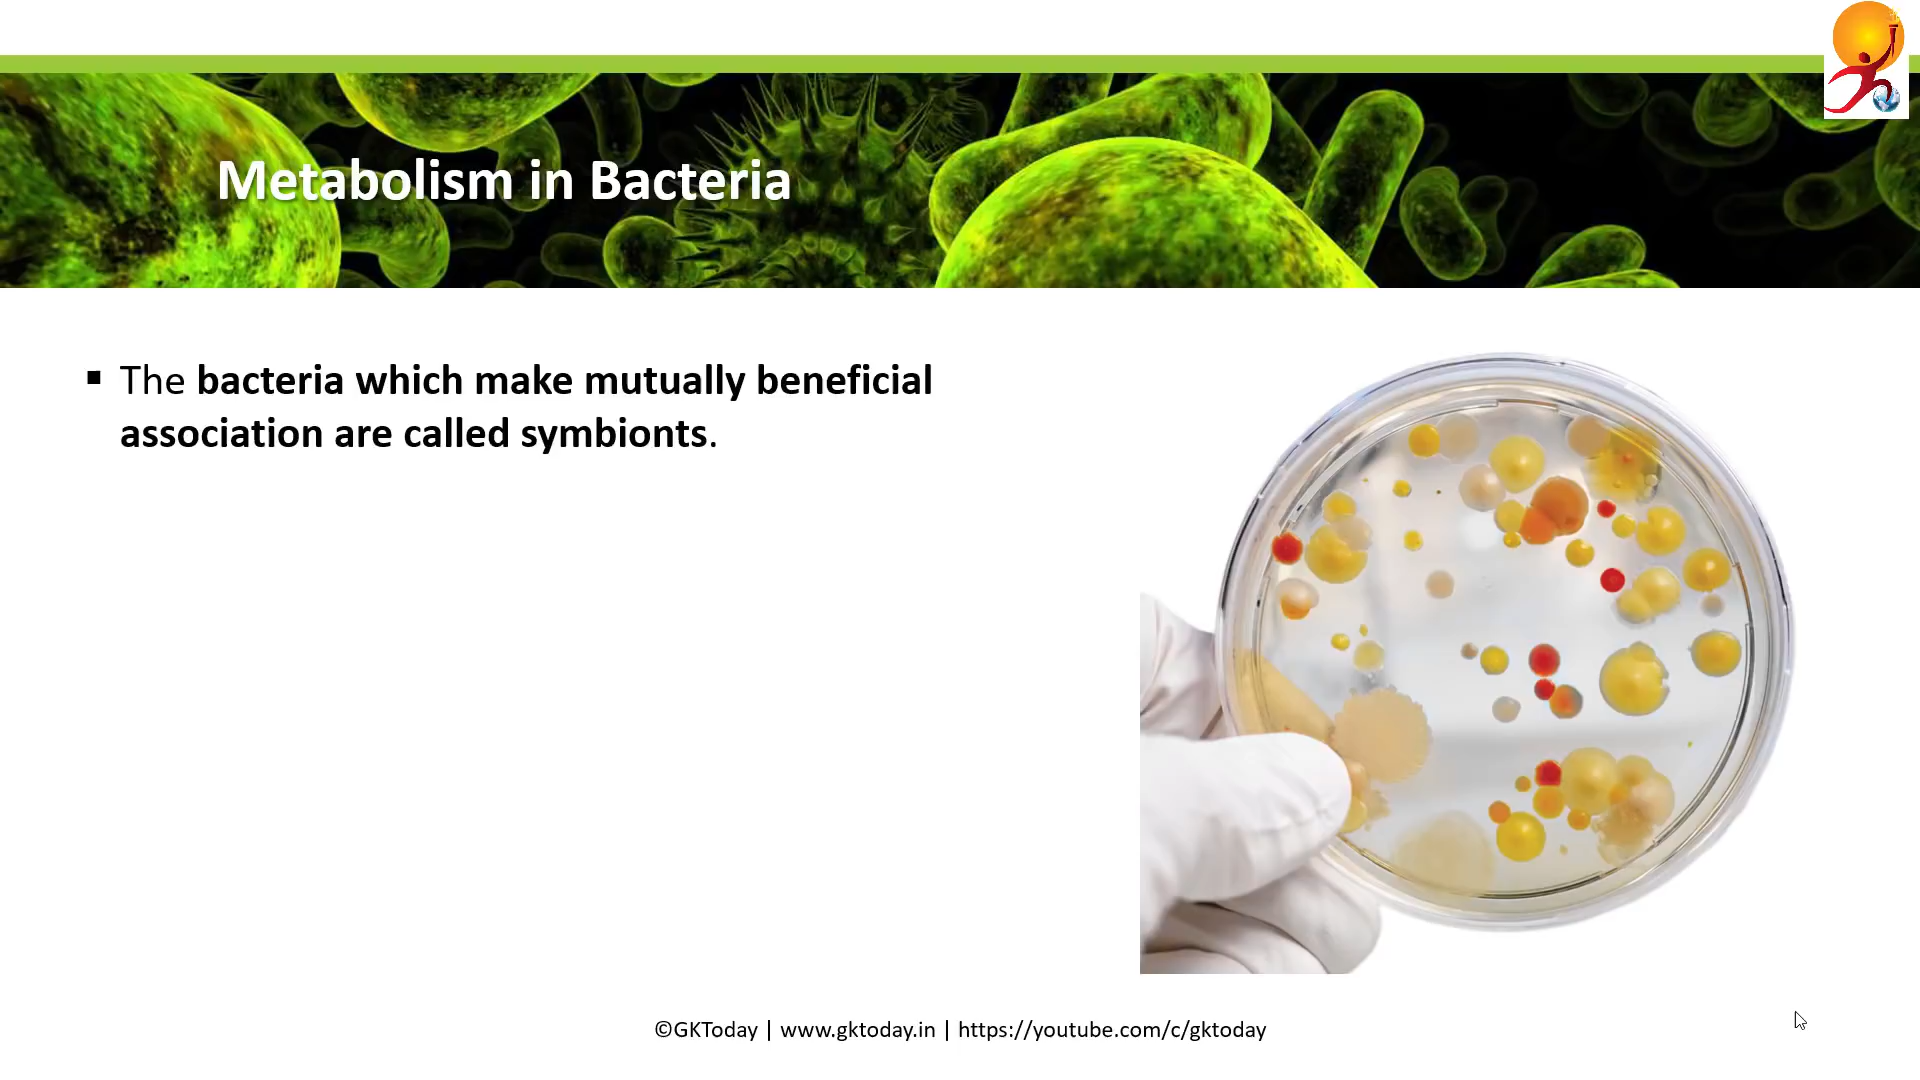 Metabolism in Bacteria
▪ The bacteria which make mutually beneficial
association are called symbionts.
©GKToday | www.gktoday.in | https://youtube.com/c/gktoday